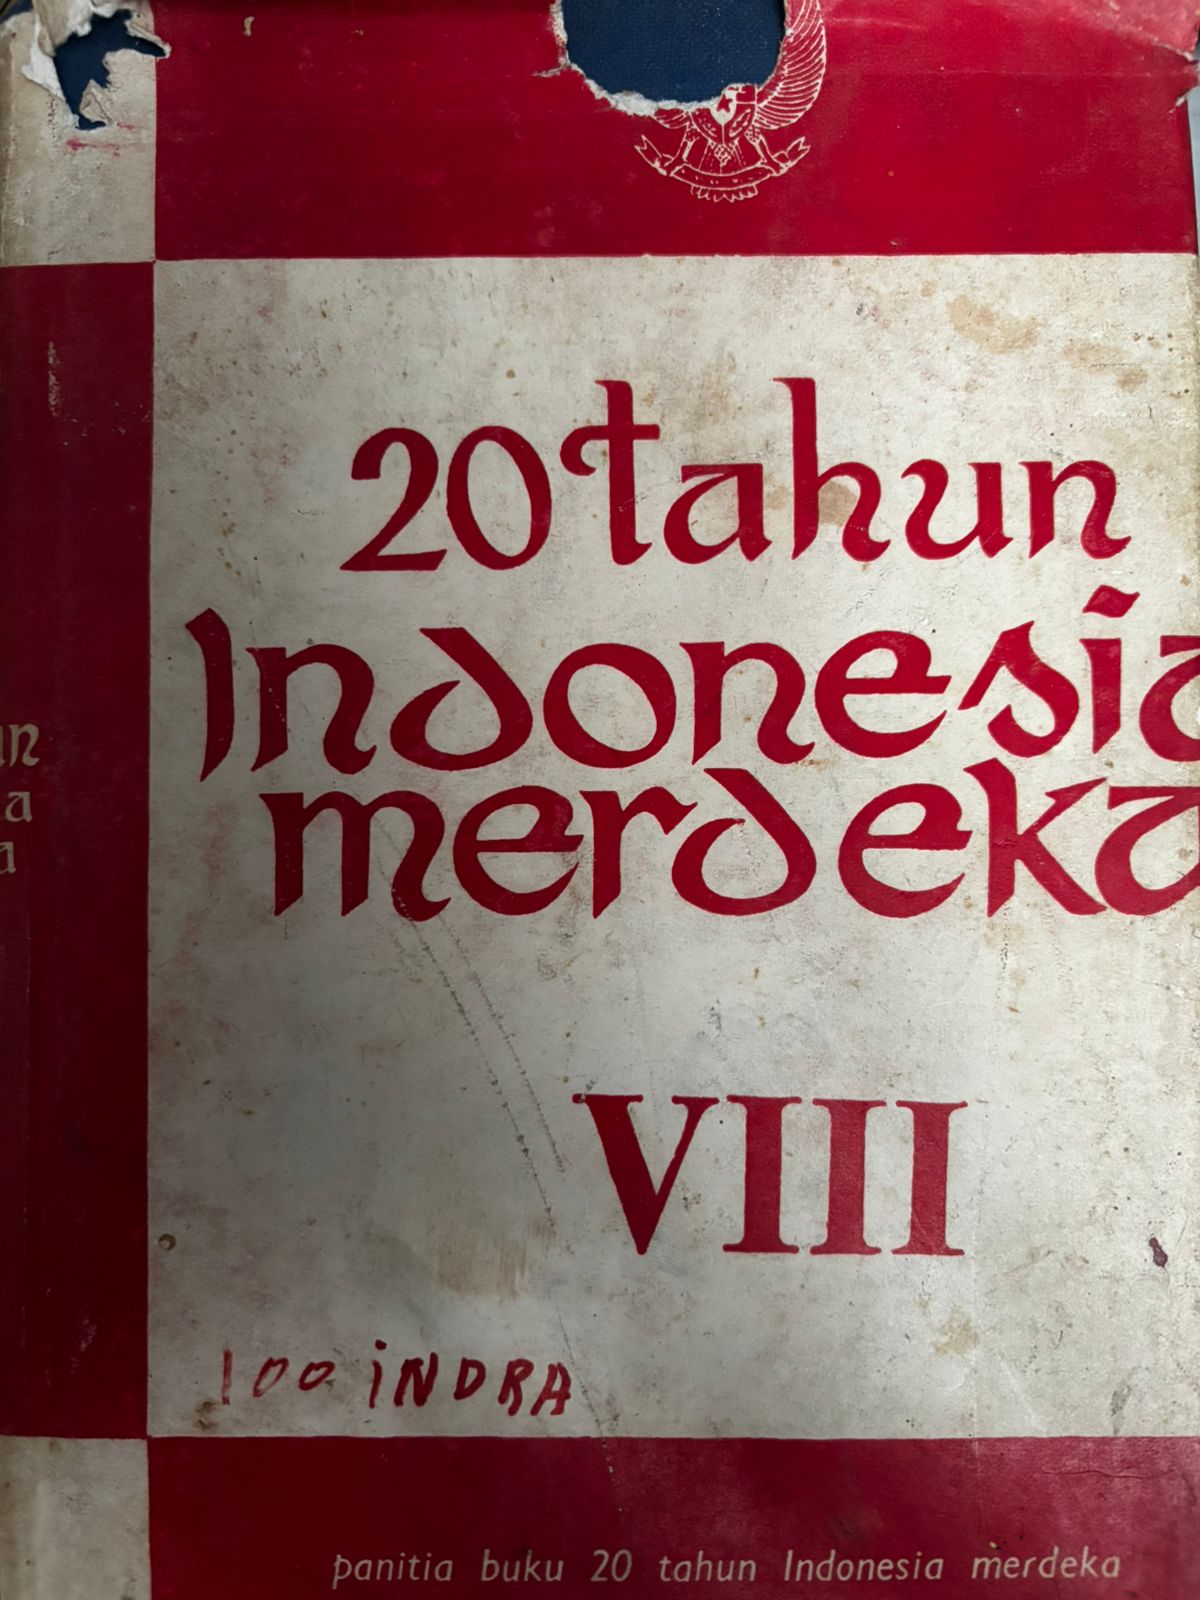 20 tahun
Indonesia
merdeka
VIII
100 iNDRA
panitia buku 20 tahun Indonesia merdeka